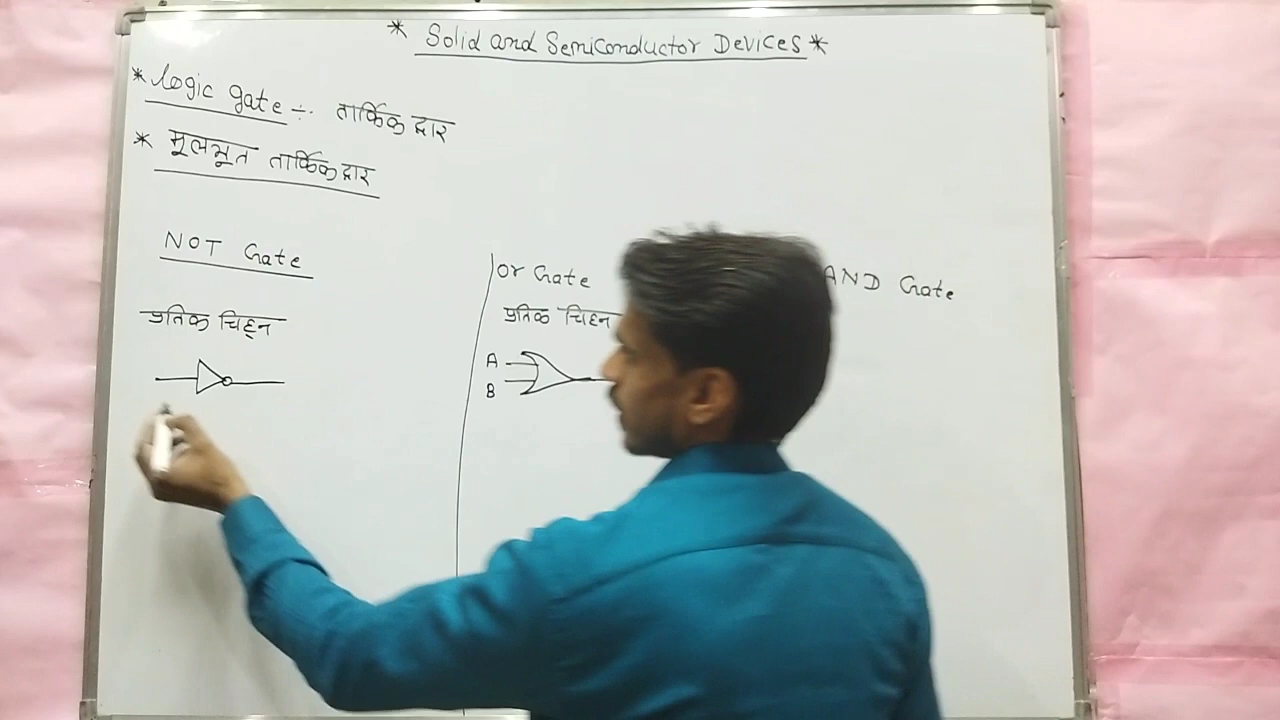 * Solid and Semiconductor Devices *
* Logic gate ÷. तार्किक द्वार
* मूलभूत तार्किक द्वार
NOT Gate
प्रतिक चिह्न
or Gate
प्रतिक चिह्न
A
B
AND Gate